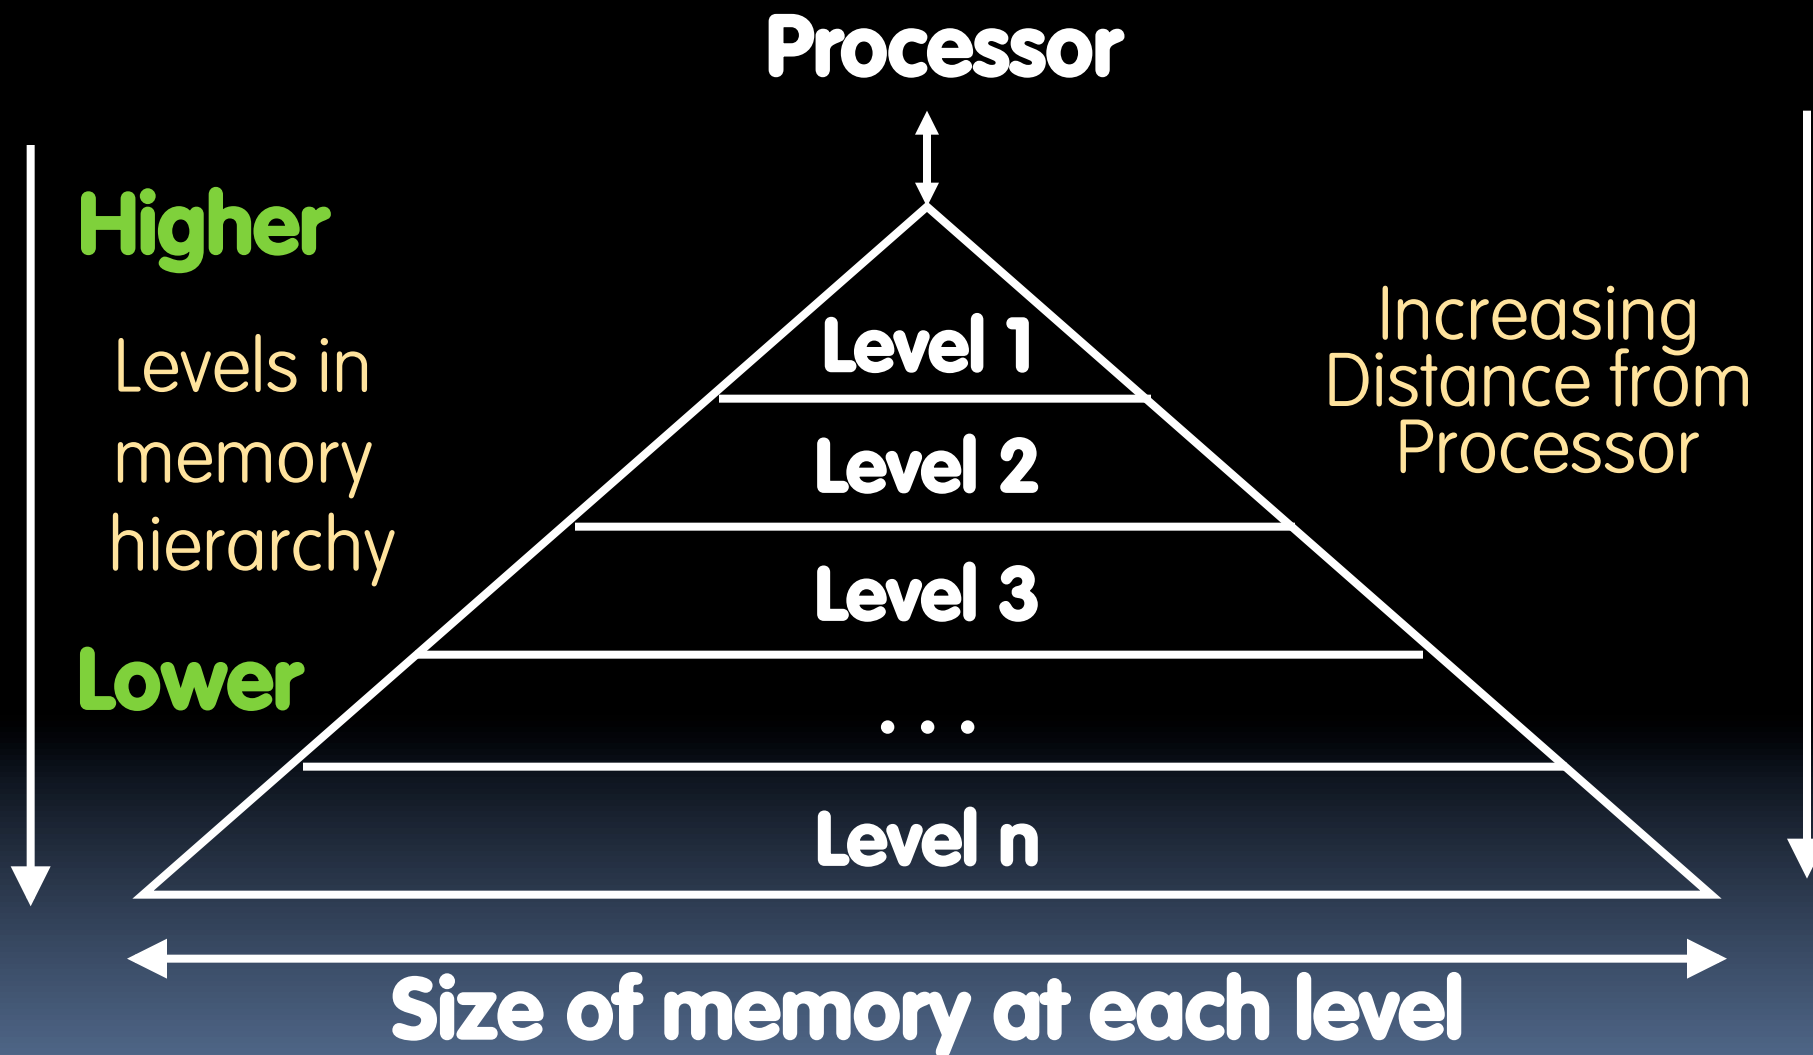 Processor
Higher
Levels in
memory
hierarchy
Lower
Level 1
Level 2
Level 3
. . .
Level n
Increasing
Distance from
Processor
Size of memory at each level